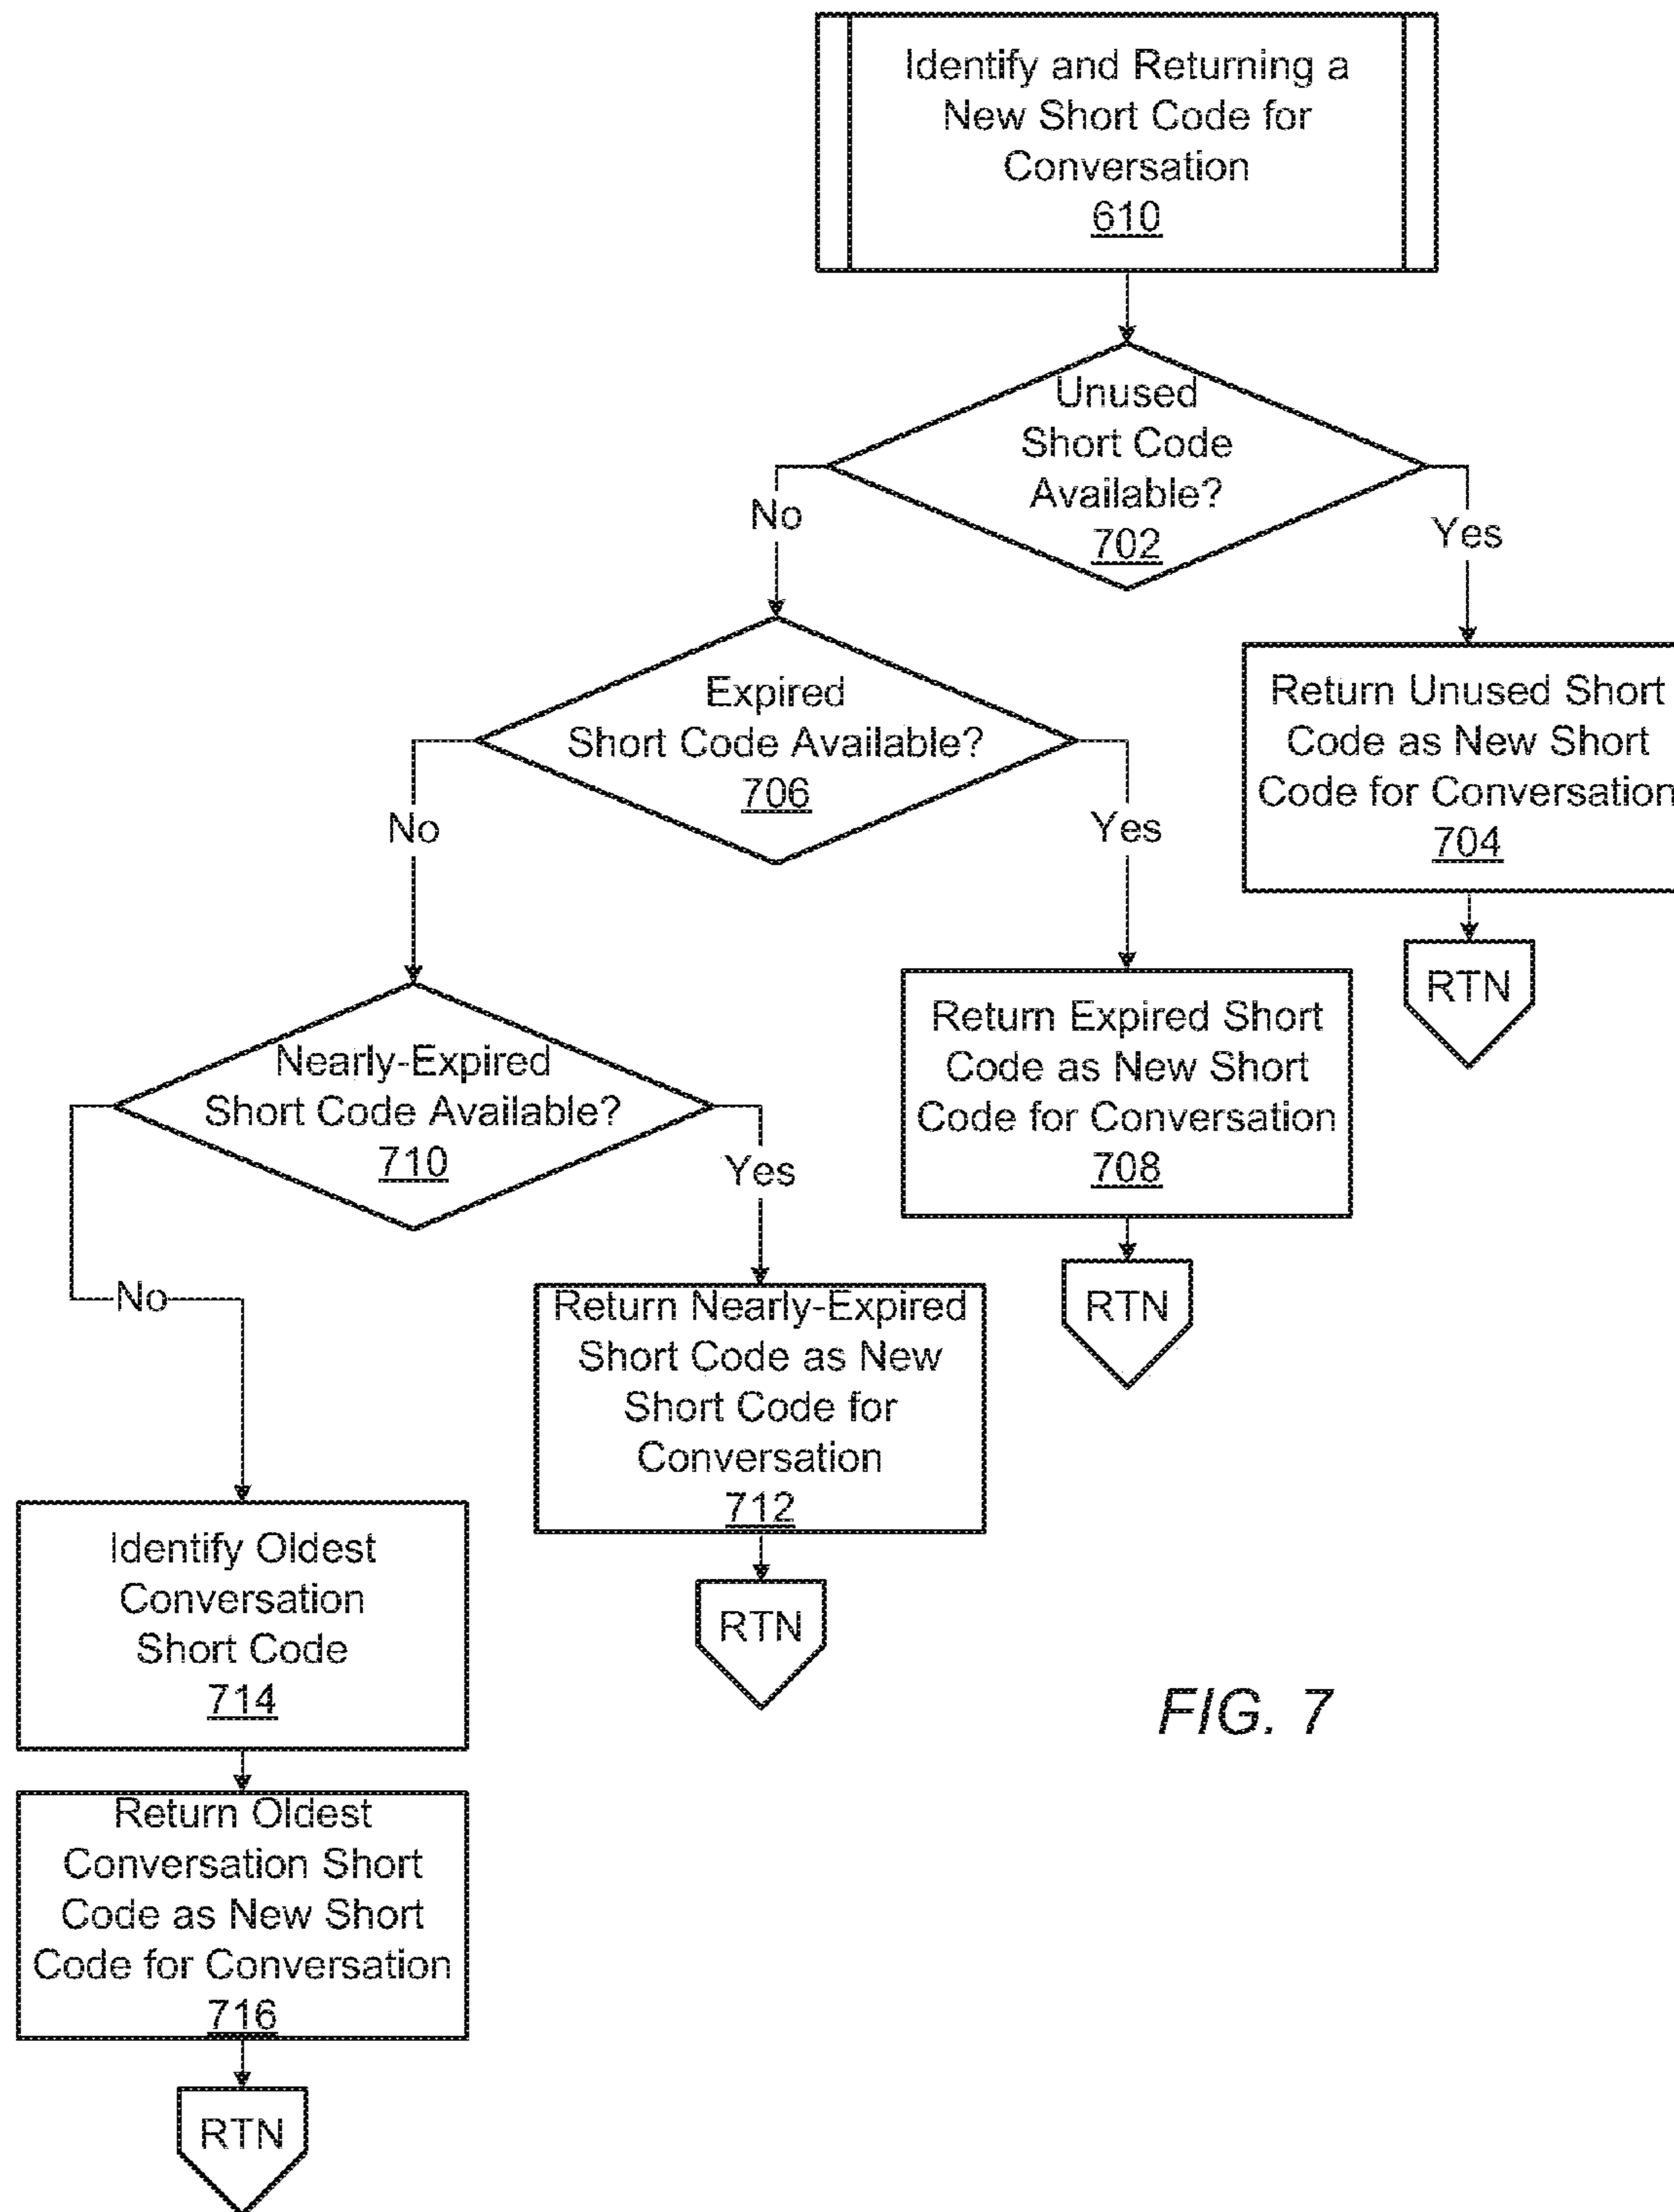 Identify and Returning a
New Short Code for
Conversation
610
Unused
Short Code
Available?
702
No
Yes
Expired
Short Code Available?
706
Return Unused Short
Code as New Short
Code for Conversation
704
No
Yes
RTN
Nearly-Expired
Short Code Available?
710
Return Expired Short
Code as New Short
Code for Conversation
708
Yes
No
RTN
Return Nearly-Expired
Short Code as New
Short Code for
Conversation
712
Identify Oldest
Conversation
Short Code
714
RTN
FIG. 7
Return Oldest
Conversation Short
Code as New Short
Code for Conversation
716
RTN